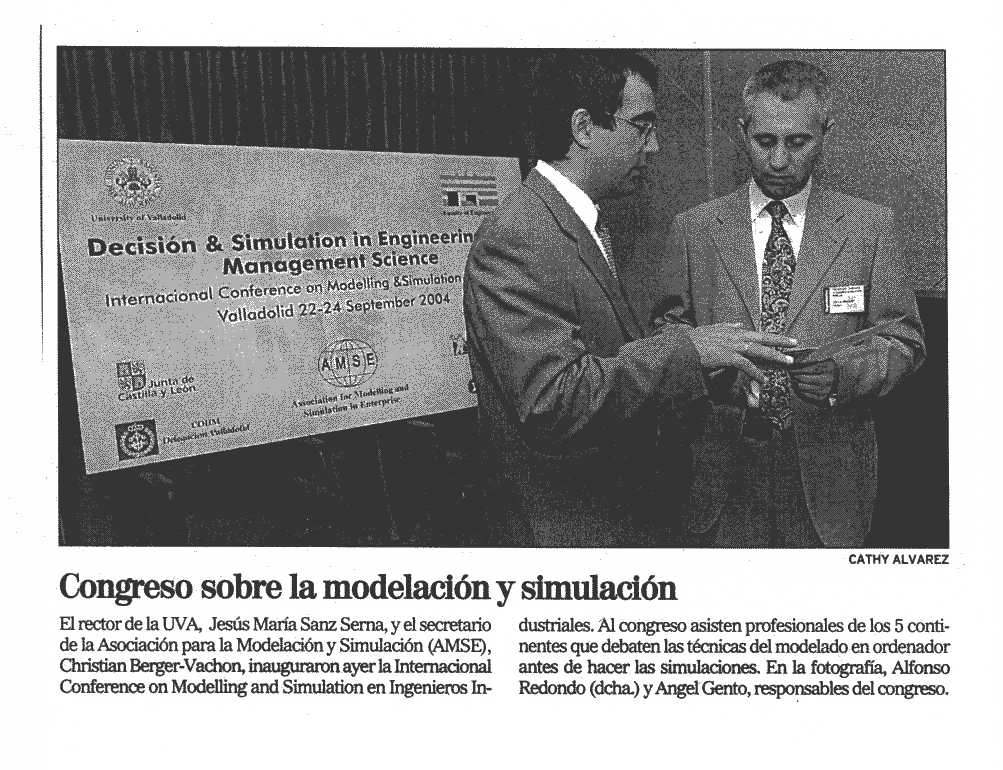 University of Valladolid
Decisión & Simulation in Engineerin
Management Science
Internacional Conference on Modelling &Simulation
Valladolid 22-24 September 2004
Junta de
Castilla y León
AMSE
Association for Modelling and
Simulation in Enterprise
COIIM
Delegacion Valladolid
CATHY ALVAREZ
Congreso sobre la modelación y simulación
El rector de la UVA, Jesús María Sanz Serna, y el secretario
de la Asociación para la Modelación y Simulación (AMSE),
Christian Berger-Vachon, inauguraron ayer la Internacional
Conference on Modelling and Simulation en Ingenieros In-
dustriales. Al congreso asisten profesionales de los 5 conti-
nentes que debaten las técnicas del modelado en ordenador
antes de hacer las simulaciones. En la fotografía, Alfonso
Redondo (dcha.) y Angel Gento, responsables del congreso.